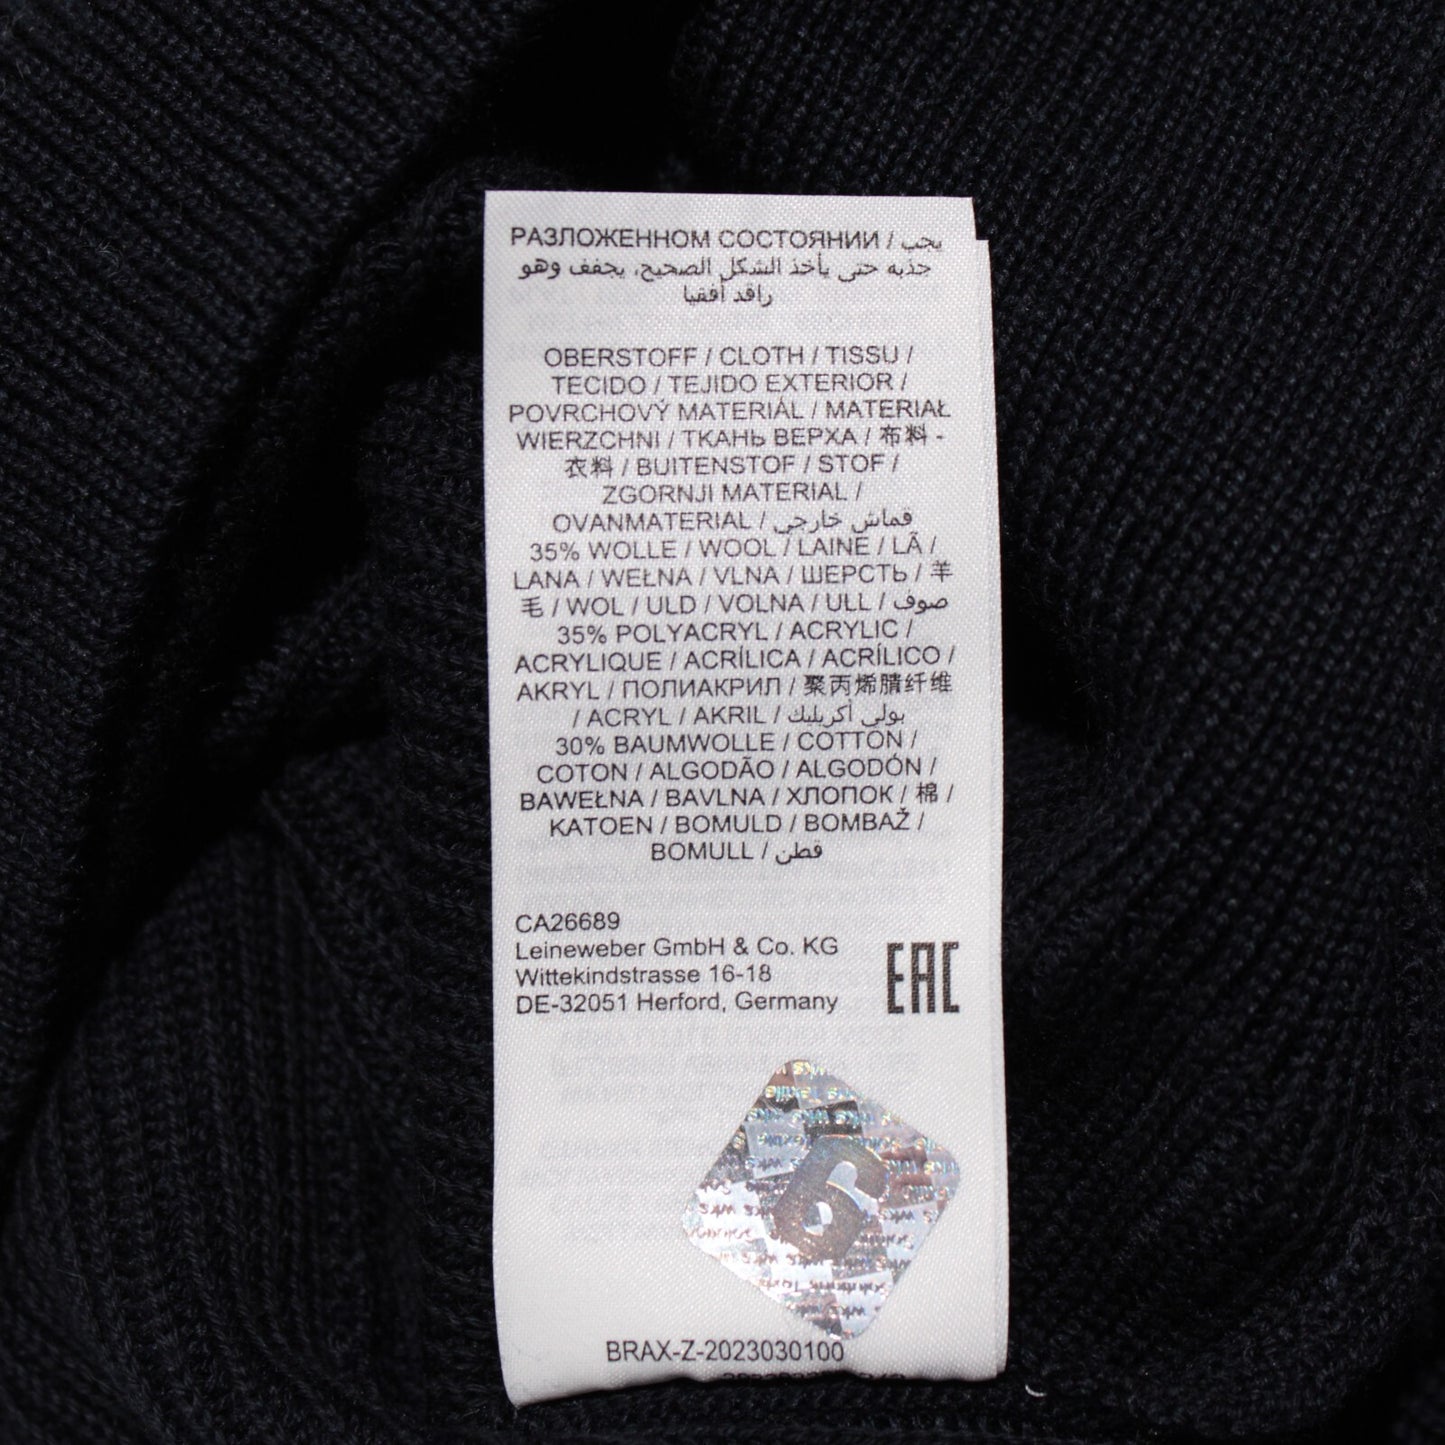 РАЗЛОЖЕННОМ СОСТОЯНИИ / يجب
جذبه حتى يأخذ الشكل الصحيح، يجفف وهو
راقد أفقيا
OBERSTOFF / CLOTH / TISSU /
TECIDO / TEJIDO EXTERIOR /
POVRCHOVÝ MATERIÁL / MATERIAŁ
WIERZCHNI / ТКАНЬ ВЕРХА / 布料 -
衣料 / BUITENSTOF / STOF /
ZGORNJI MATERIAL /
OVANMATERIAL / قماش خارجي
35% WOLLE / WOOL / LAINE / LÃ /
LANA / WEŁNA / VLNA / ШЕРСТЬ / 羊
毛 / WOL / ULD / VOLNA / ULL / صوف
35% POLYACRYL / ACRYLIC /
ACRYLIQUE / ACRÍLICA / ACRÍLICO /
AKRYL / ПОЛИАКРИЛ / 聚丙烯腈纤维
/ ACRYL / AKRIL / بولي أكريليك
30% BAUMWOLLE / COTTON /
COTON / ALGODÃO / ALGODÓN /
BAWEŁNA / BAVLNA / ХЛОПОК / 棉 /
KATOEN / BOMULD / BOMBAŽ /
BOMULL / قطن
CA26689
Leineweber GmbH & Co. KG
Wittekindstrasse 16-18
DE-32051 Herford, Germany
EAC
BRAX-Z-2023030100